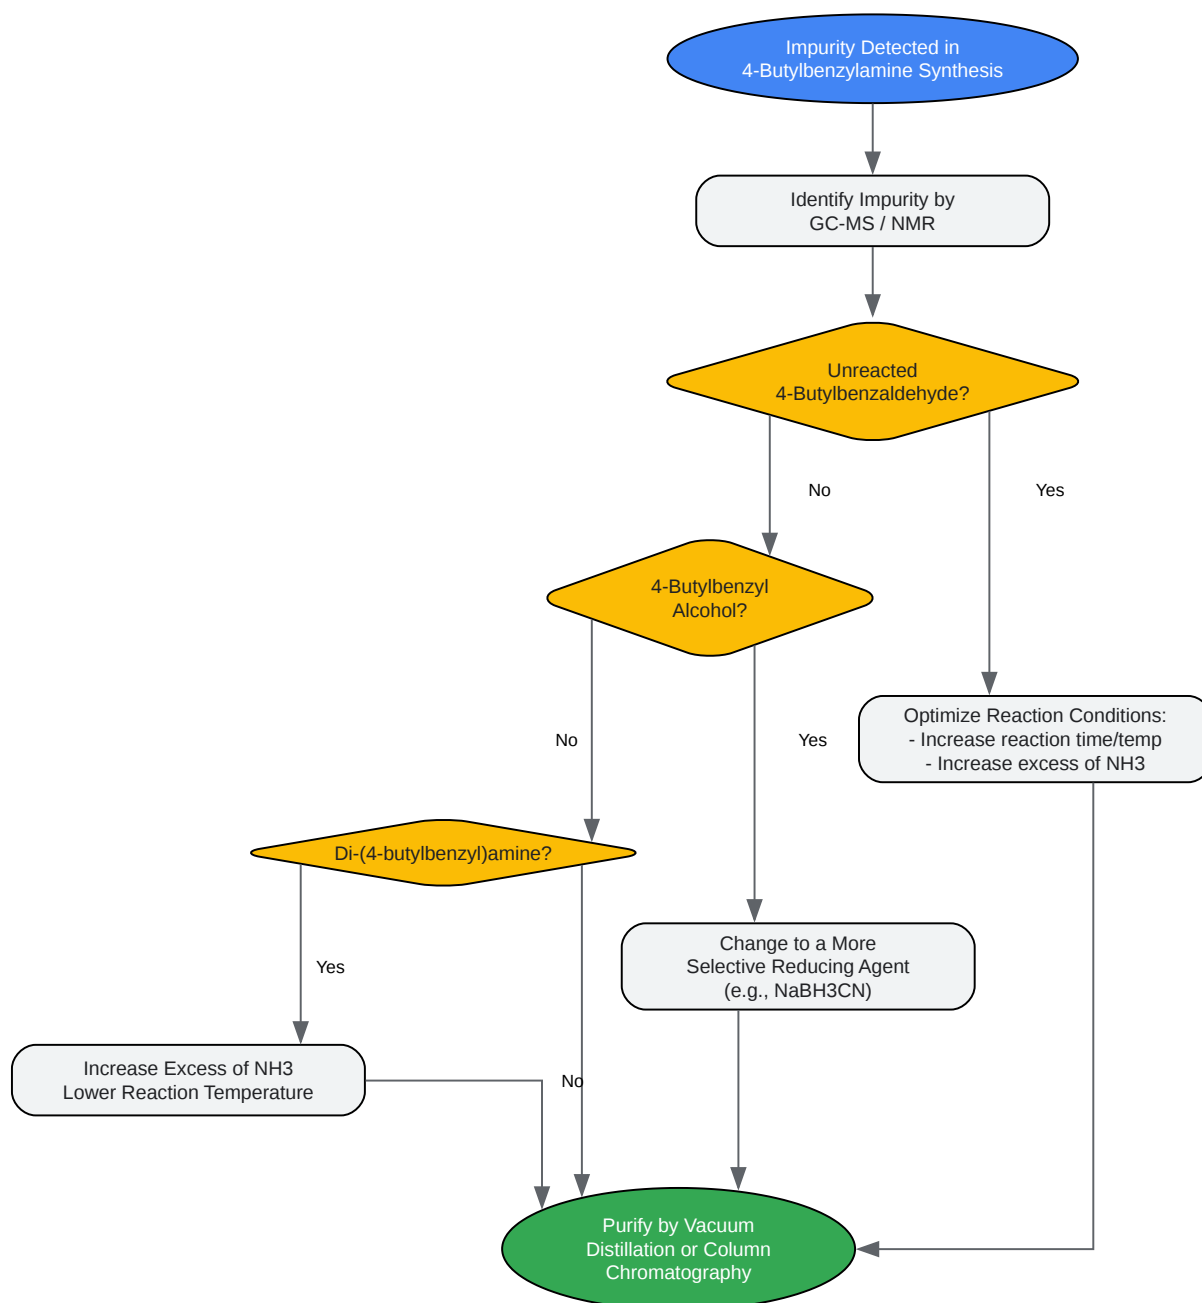 Impurity Detected in
4-Butylbenzylamine Synthesis
Identify Impurity by
GC-MS / NMR
Unreacted
4-Butylbenzaldehyde?
No
Yes
4-Butylbenzyl
Alcohol?
No
Yes
Optimize Reaction Conditions:
- Increase reaction time/temp
- Increase excess of NH3
Di-(4-butylbenzyl)amine?
Yes
No
Change to a More
Selective Reducing Agent
(e.g., NaBH3CN)
Increase Excess of NH3
Lower Reaction Temperature
Purify by Vacuum
Distillation or Column
Chromatography